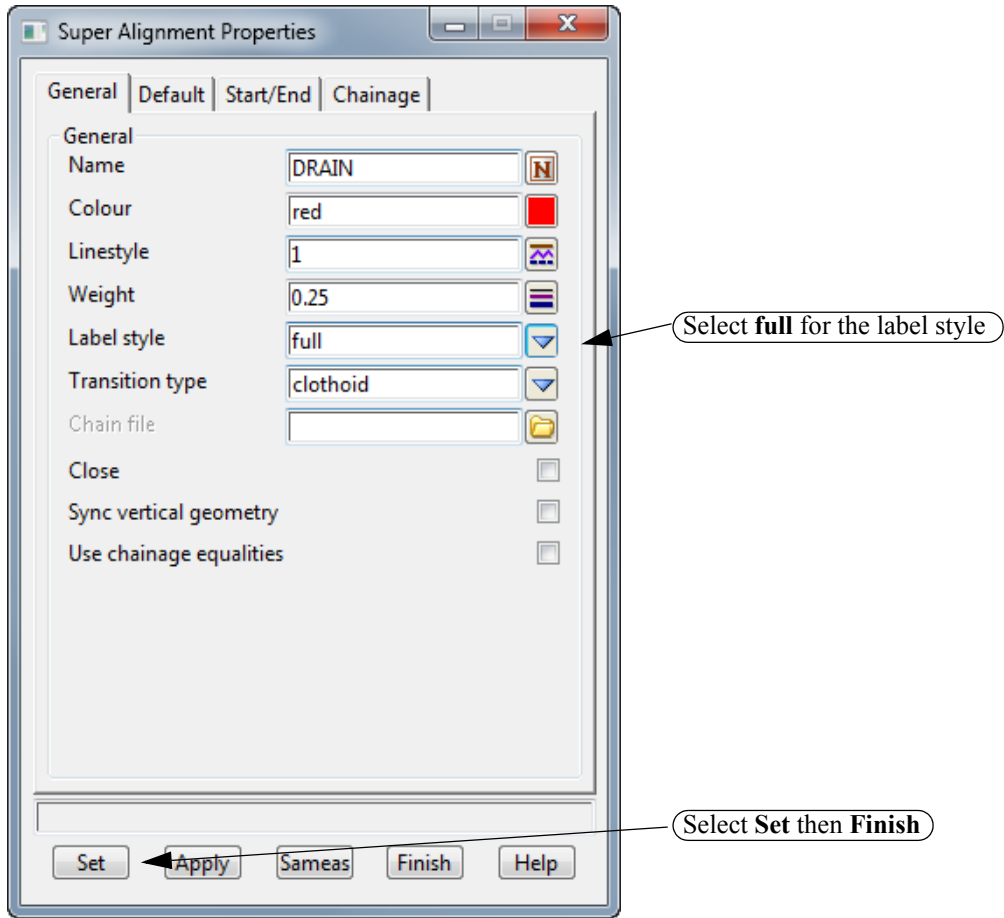 Super Alignment Properties
General Default Start/End Chainage
General
Name DRAIN N
Colour red
Linestyle 1
Weight 0.25
Label style full
Select full for the label style
Transition type clothoid
Chain file
Close
Sync vertical geometry
Use chainage equalities
Select Set then Finish
Set Apply Sameas Finish Help